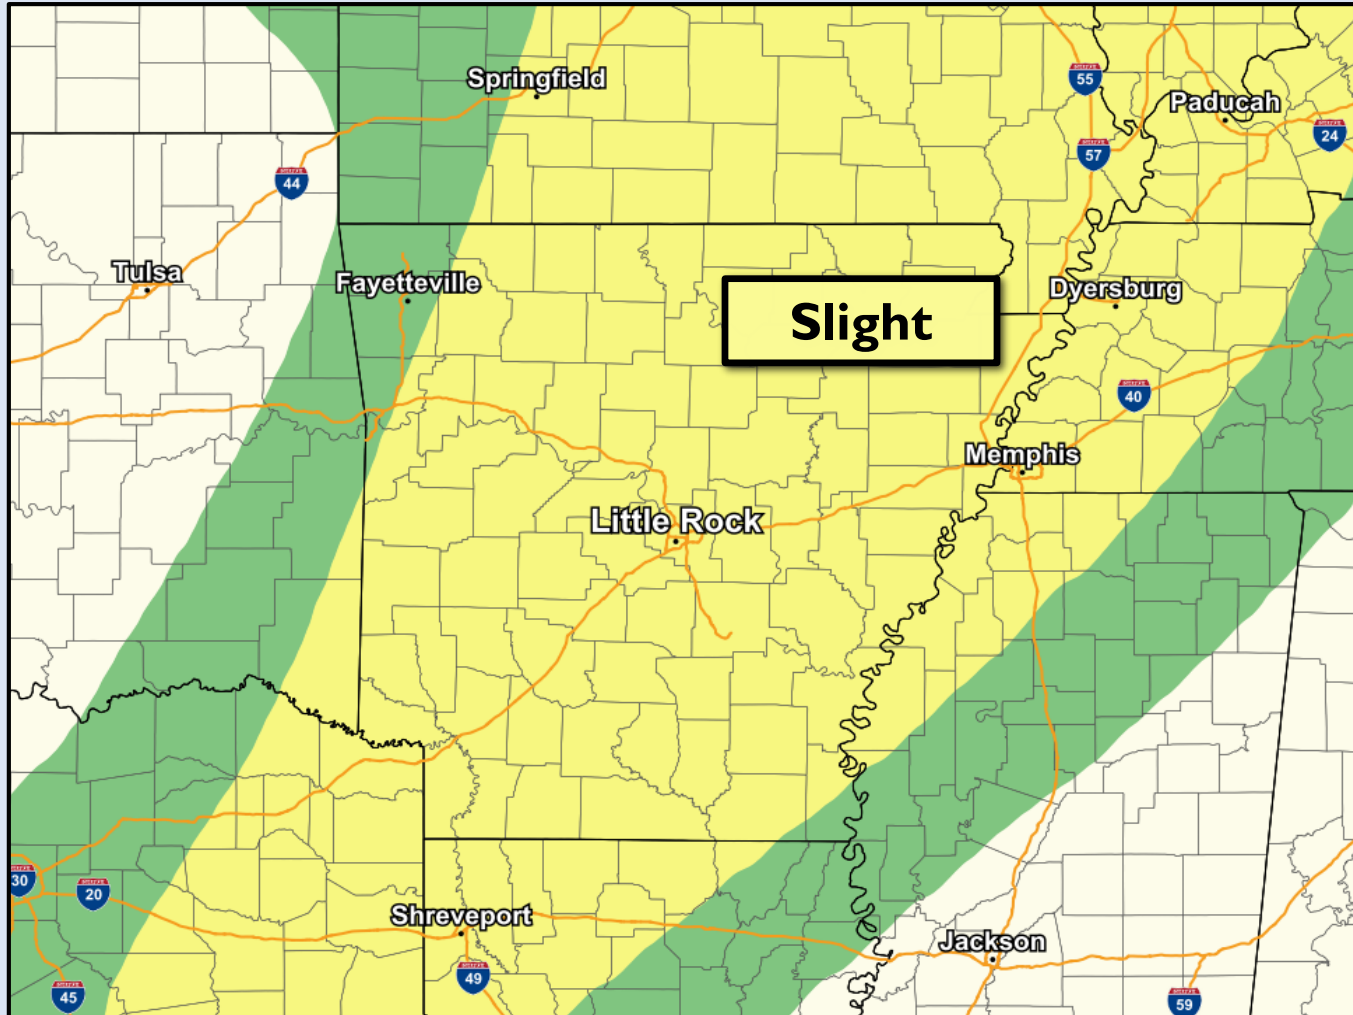 Springfield
55
Paducah
24
57
44
Tulsa
Fayetteville
Dyersburg
Slight
40
Memphis
Little Rock
30
20
Shreveport
Jackson
49
45
59